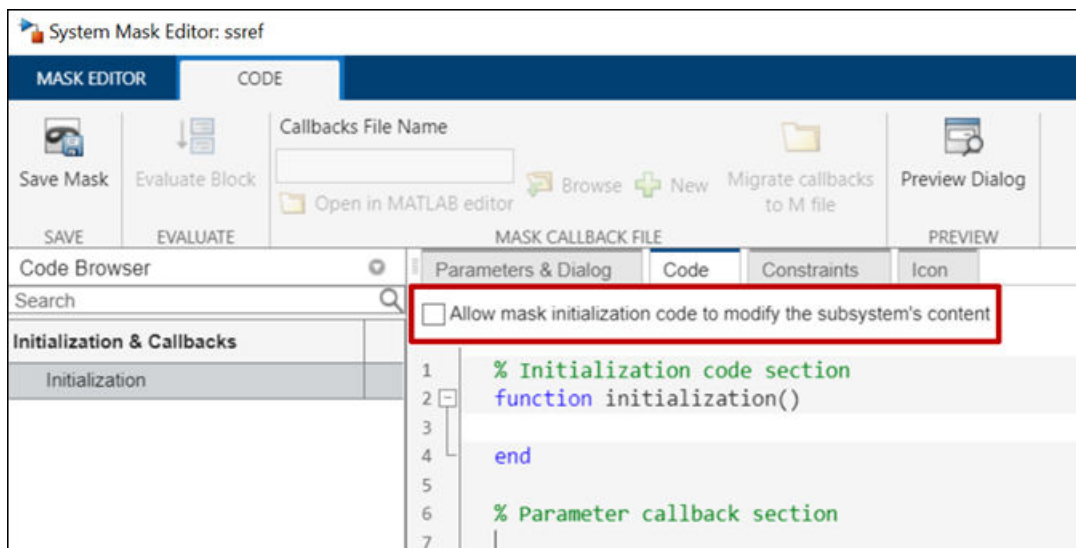 System Mask Editor: ssref
MASK EDITOR CODE
Callbacks File Name
Save Mask Evaluate Block Browse New Migrate callbacks to M file Preview Dialog
Open in MATLAB editor
SAVE EVALUATE MASK CALLBACK FILE PREVIEW
Code Browser Parameters & Dialog Code Constraints Icon
Search
Allow mask initialization code to modify the subsystem's content
Initialization & Callbacks
Initialization
1 % Initialization code section
2 function initialization()
3
4 end
5
6 % Parameter callback section
7